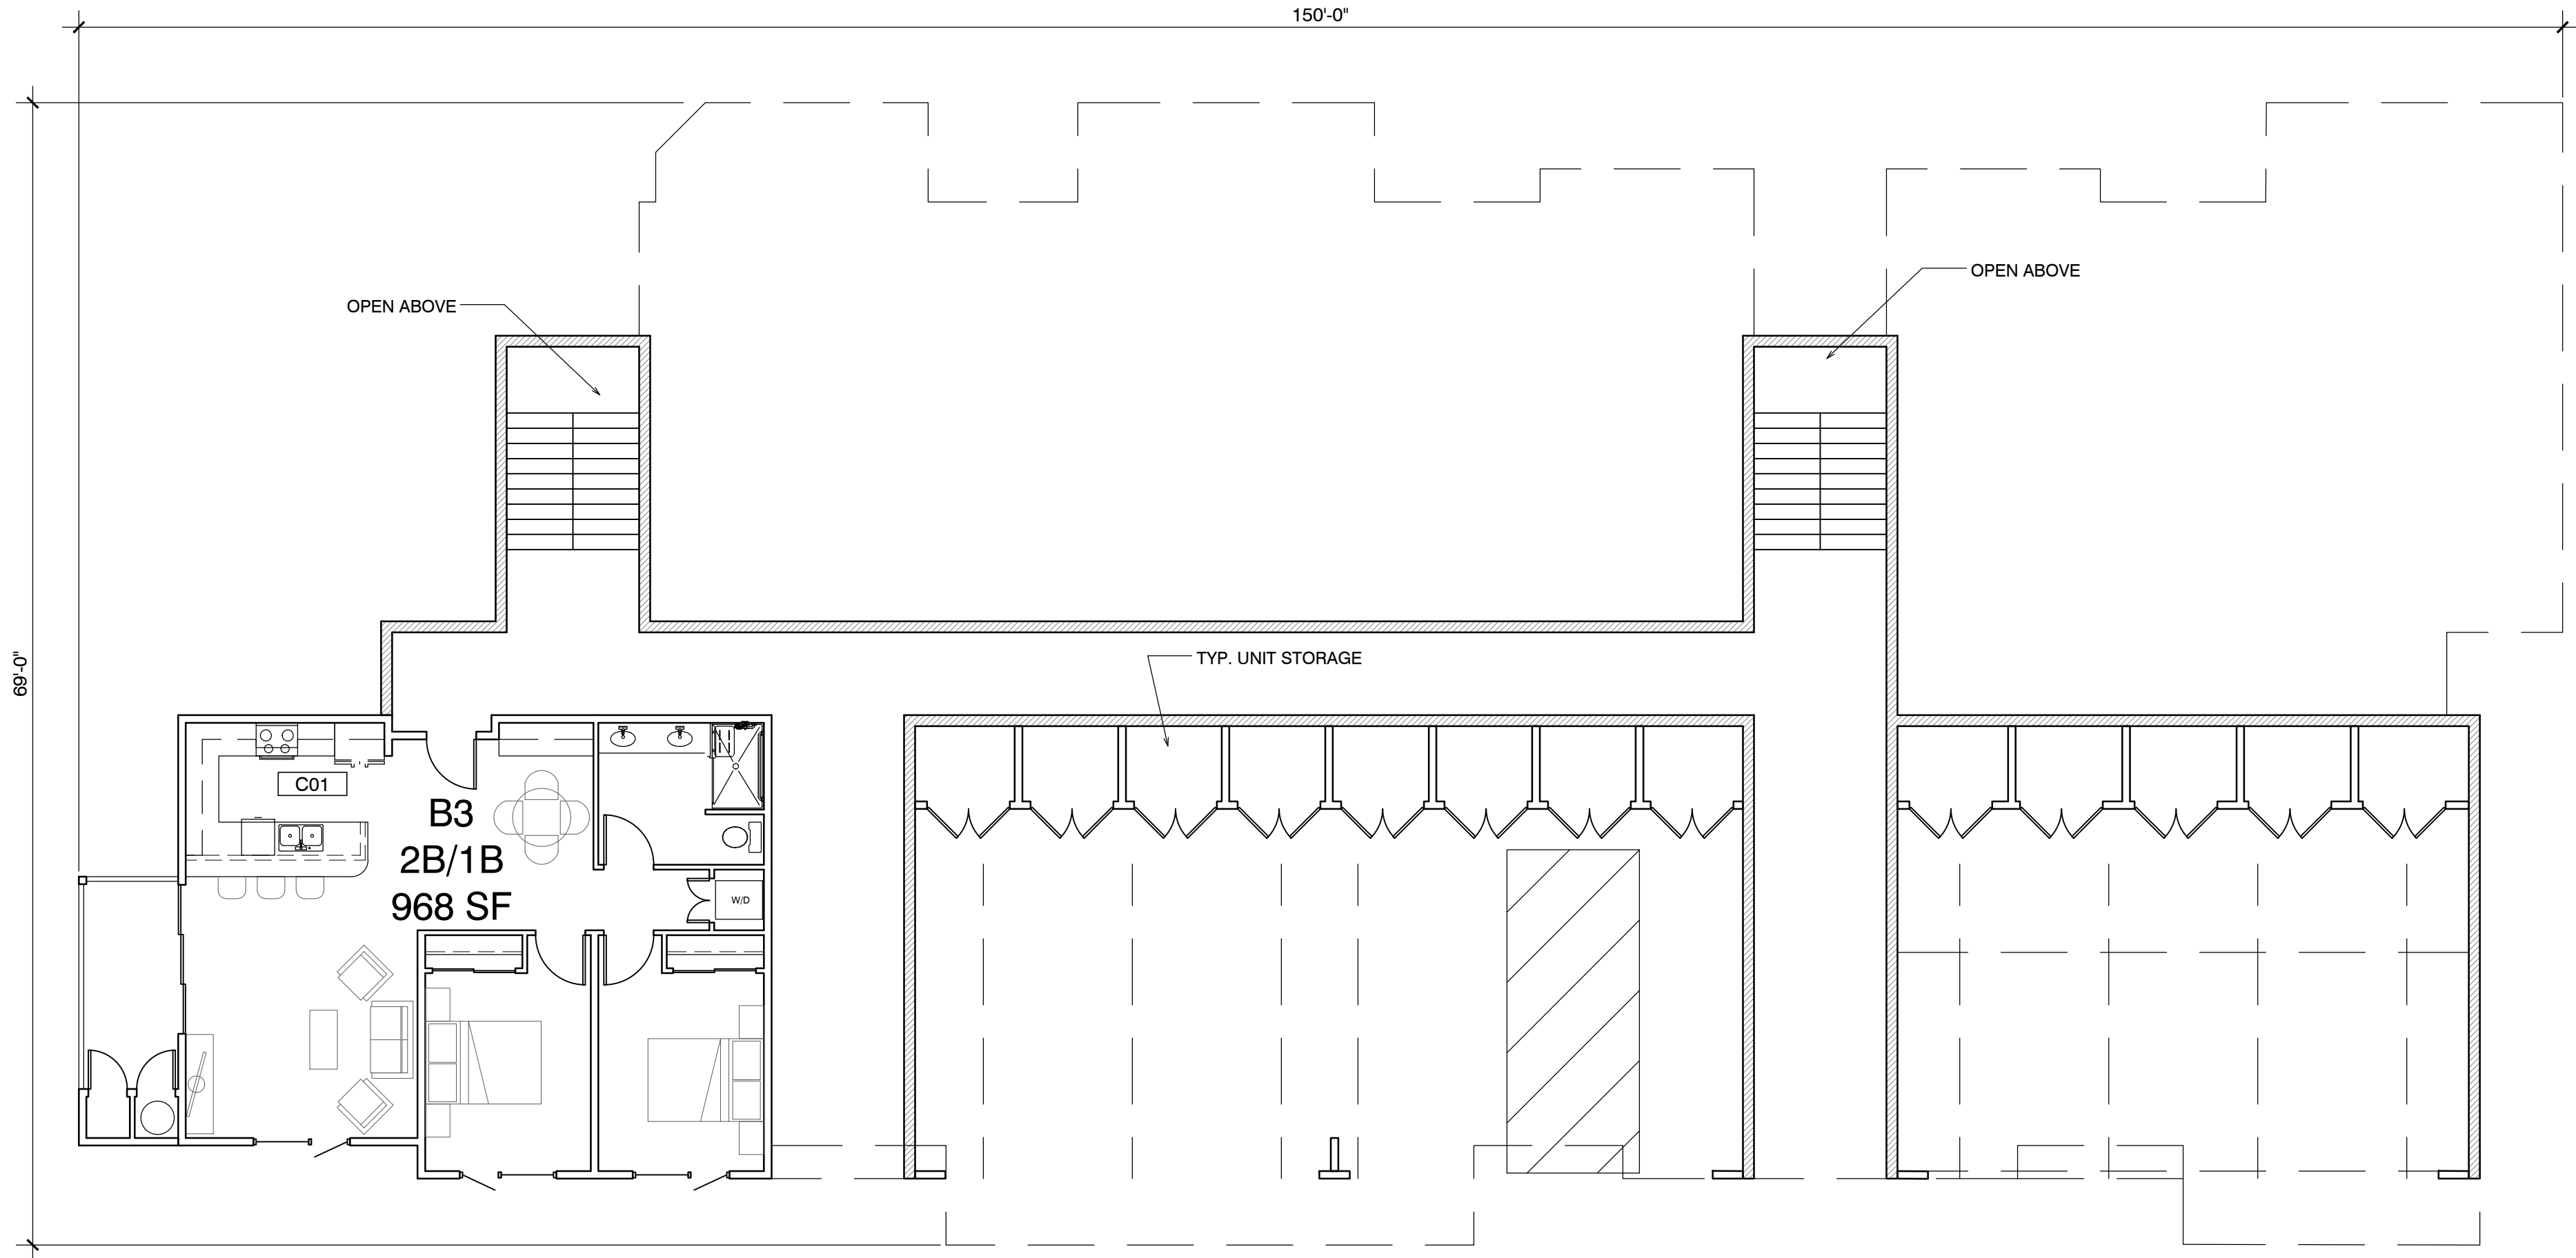 150'-0"
OPEN ABOVE
OPEN ABOVE
69'-0"
TYP. UNIT STORAGE
C01
B3
2B/1B
968 SF
W/D